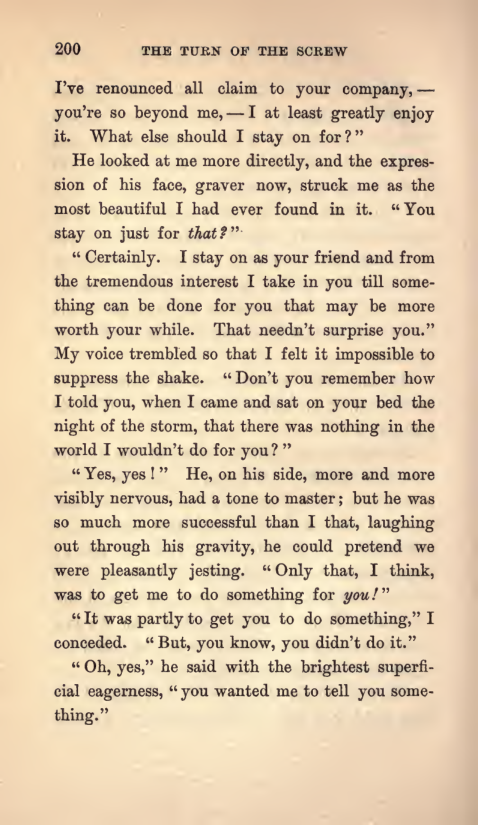 200 THE TURN OF THE SCREW
I've renounced all claim to your company, —
you're so beyond me, — I at least greatly enjoy
it. What else should I stay on for?"
He looked at me more directly, and the expres-
sion of his face, graver now, struck me as the
most beautiful I had ever found in it. "You
stay on just for that?"
"Certainly. I stay on as your friend and from
the tremendous interest I take in you till some-
thing can be done for you that may be more
worth your while. That needn't surprise you."
My voice trembled so that I felt it impossible to
suppress the shake. "Don't you remember how
I told you, when I came and sat on your bed the
night of the storm, that there was nothing in the
world I wouldn't do for you?"
"Yes, yes!" He, on his side, more and more
visibly nervous, had a tone to master; but he was
so much more successful than I that, laughing
out through his gravity, he could pretend we
were pleasantly jesting. "Only that, I think,
was to get me to do something for you!"
"It was partly to get you to do something," I
conceded. "But, you know, you didn't do it."
"Oh, yes," he said with the brightest superfi-
cial eagerness, "you wanted me to tell you some-
thing."